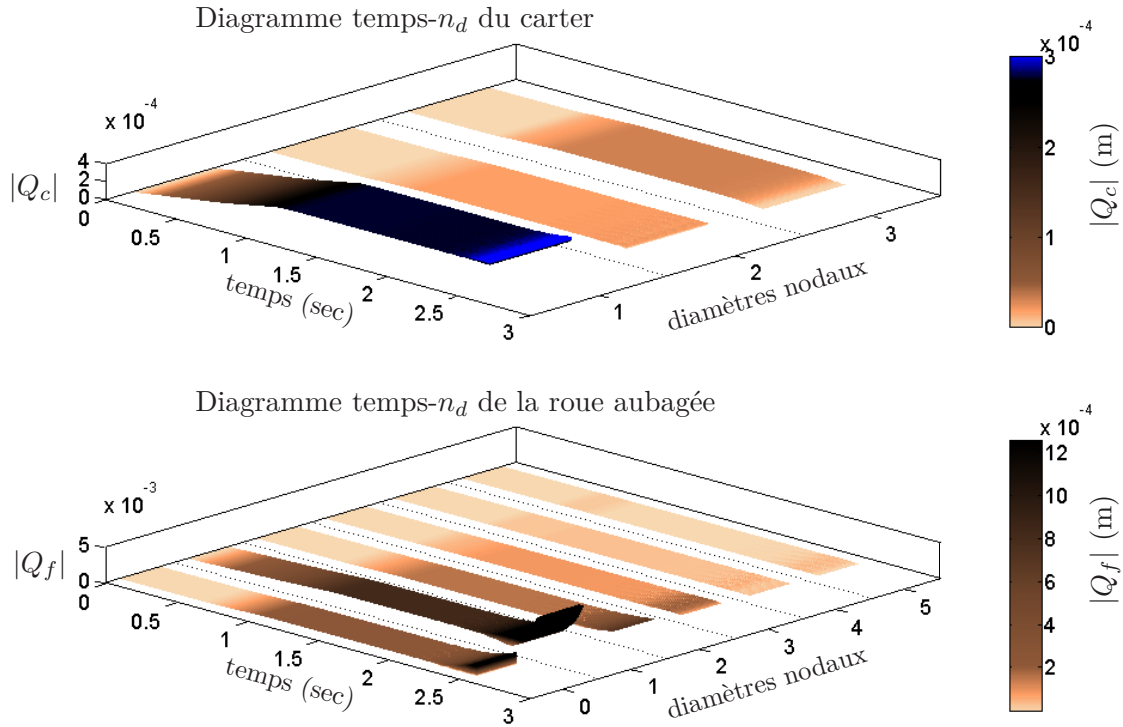 Diagramme temps-n_d du carter
x 10^-4
|Q_c|
4
2
0
0
0.5
1
1.5
2
2.5
3
temps (sec)
1
2
3
diamètres nodaux
x 10^-4
3
2
1
0
|Q_c| (m)
Diagramme temps-n_d de la roue aubagée
x 10^-3
|Q_f|
5
0
0
0.5
1
1.5
2
2.5
3
temps (sec)
0
1
2
3
4
5
diamètres nodaux
x 10^-4
12
10
8
6
4
2
|Q_f| (m)